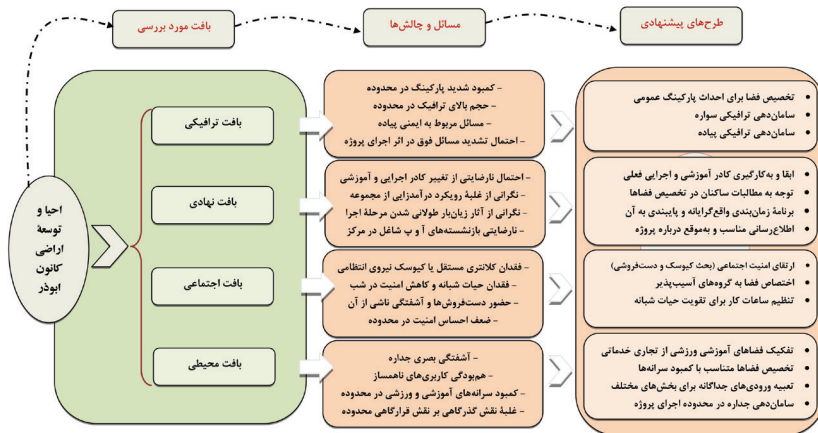 بافت مورد بررسی
مسائل و چالش‌ها
طرح‌های پیشنهادی
احیا و
توسعهٔ
اراضی
کانون
ابوذر
بافت ترافیکی
- کمبود شدید پارکینگ در محدوده
- حجم بالای ترافیک در محدوده
- مسائل مربوط به ایمنی پیاده
- احتمال تشدید مسائل فوق در اثر اجرای پروژه
• تخصیص فضا برای احداث پارکینگ عمومی
• سامان‌دهی ترافیکی سواره
• سامان‌دهی ترافیکی پیاده
بافت نهادی
- احتمال نارضایتی از تغییر کادر اجرایی و آموزشی
- نگرانی از غلبهٔ رویکرد درآمدزایی از مجموعه
- نگرانی از آثار زیان‌بار طولانی شدن مرحلهٔ اجرا
- نارضایتی بازنشسته‌های آ و پ شاغل در مرکز
• ابقا و به‌کارگیری کادر آموزشی و اجرایی فعلی
• توجه به مطالبات ساکنان در تخصیص فضاها
• برنامهٔ زمان‌بندی واقع‌گرایانه و پایبندی به آن
• اطلاع‌رسانی مناسب و به‌موقع درباره پروژه
بافت اجتماعی
- فقدان کلانتری مستقل یا کیوسک نیروی انتظامی
- فقدان حیات شبانه و کاهش امنیت در شب
- حضور دست‌فروش‌ها و آشفتگی ناشی از آن
- ضعف احساس امنیت در محدوده
• ارتقای امنیت اجتماعی (بحث کیوسک و دست‌فروشی)
• اختصاص فضا به گروه‌های آسیب‌پذیر
• تنظیم ساعات کار برای تقویت حیات شبانه
بافت محیطی
- آشفتگی بصری جداره
- هم‌بودگی کاربری‌های ناهمساز
- کمبود سرانه‌های آموزشی و ورزشی در محدوده
- غلبهٔ نقش گذرگاهی بر نقش قرارگاهی محدوده
• تفکیک فضاهای آموزشی ورزشی از تجاری خدماتی
• تخصیص فضاها متناسب با کمبود سرانه‌ها
• تعبیه ورودی‌های جداگانه برای بخش‌های مختلف
• سامان‌دهی جداره در محدوده اجرای پروژه